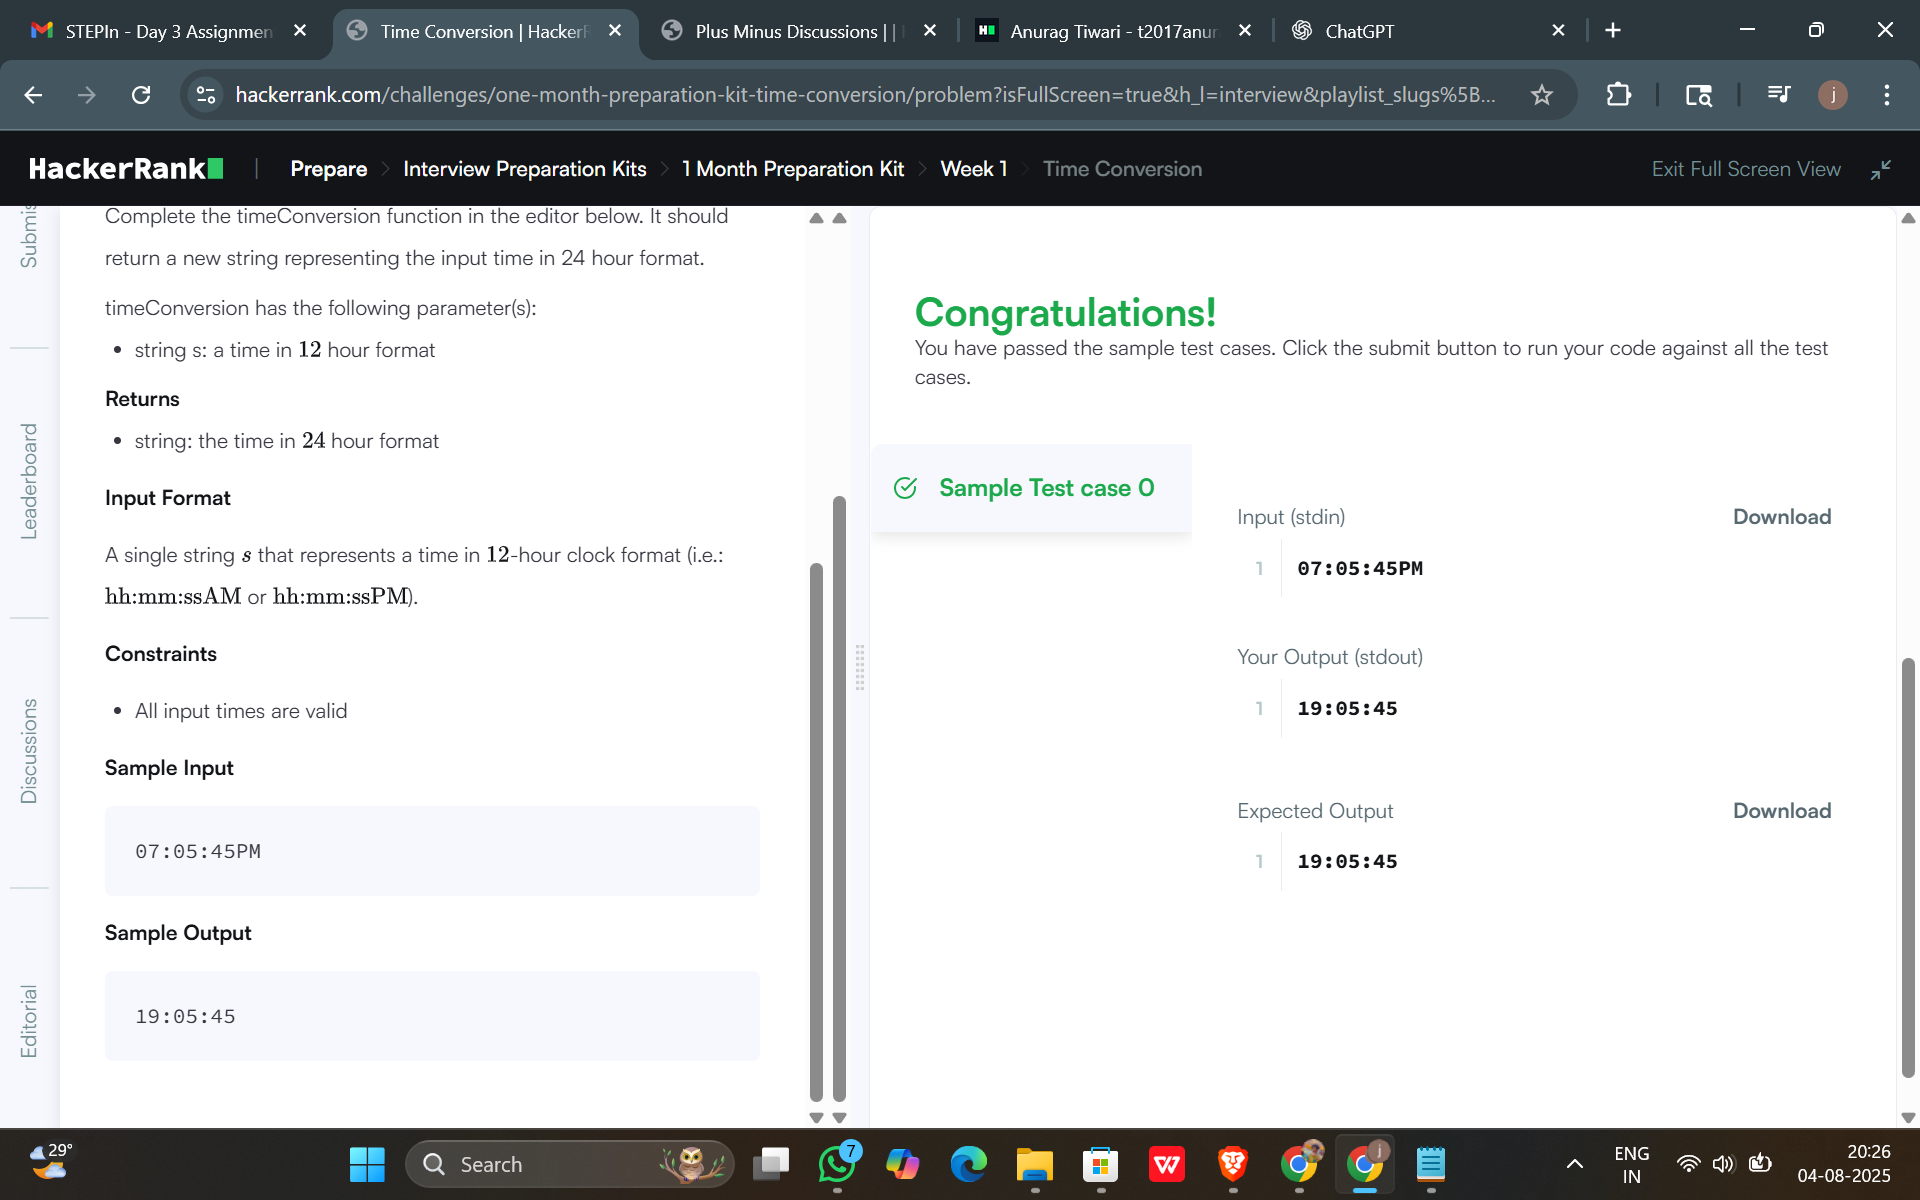 STEPIn - Day 3 Assignmen
Time Conversion | Hacker
Plus Minus Discussions | |
Anurag Tiwari - t2017anur
ChatGPT
hackerrank.com/challenges/one-month-preparation-kit-time-conversion/problem?isFullScreen=true&h_l=interview&playlist_slugs%5B...
j
HackerRank
Prepare
Interview Preparation Kits
1 Month Preparation Kit
Week 1
Time Conversion
Exit Full Screen View
Submis
Leaderboard
Discussions
Editorial
Complete the timeConversion function in the editor below. It should
return a new string representing the input time in 24 hour format.
timeConversion has the following parameter(s):
• string s: a time in 12 hour format
Returns
• string: the time in 24 hour format
Input Format
A single string s that represents a time in 12-hour clock format (i.e.:
hh:mm:ssAM or hh:mm:ssPM).
Constraints
• All input times are valid
Sample Input
07:05:45PM
Sample Output
19:05:45
Congratulations!
You have passed the sample test cases. Click the submit button to run your code against all the test
cases.
Sample Test case 0
Input (stdin)
Download
1 07:05:45PM
Your Output (stdout)
1 19:05:45
Expected Output
Download
1 19:05:45
29°
Search
7
W
j
ENG
IN
20:26
04-08-2025